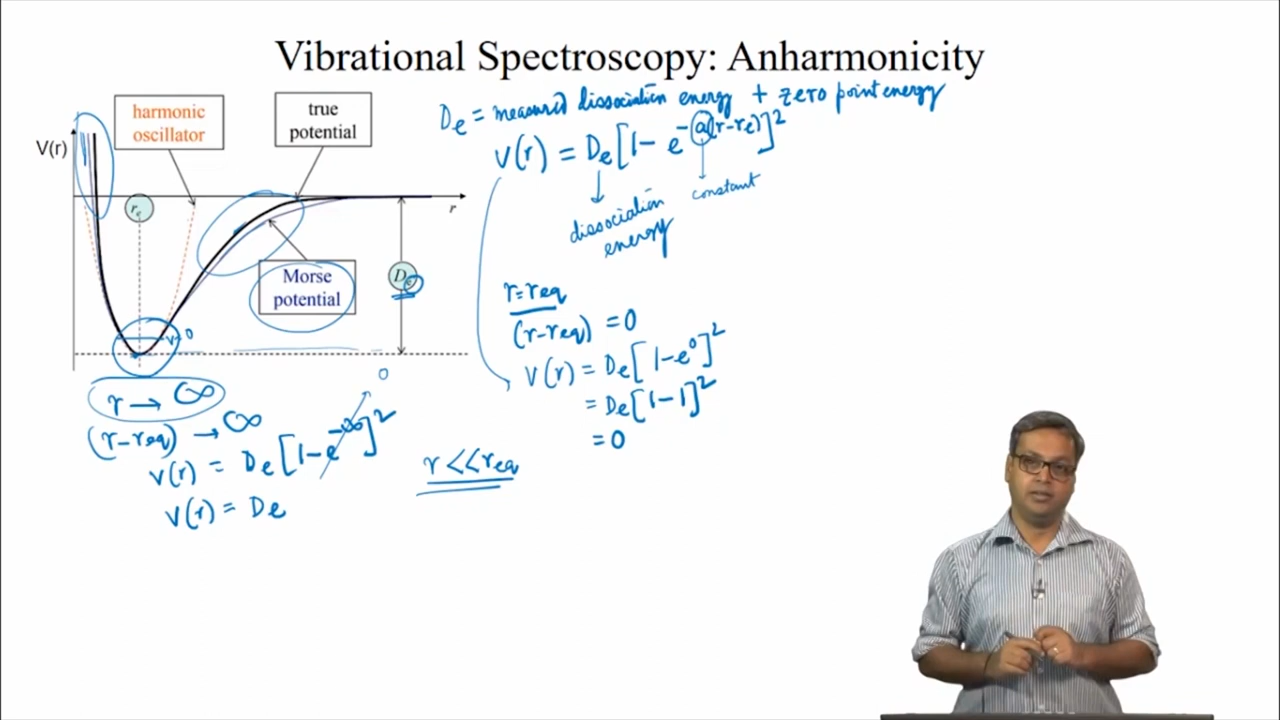 Vibrational Spectroscopy: Anharmonicity
De = measured dissociation energy + zero point energy
V(r) = De[1 - e^-a(r-re)]^2
constant
dissociation
energy
harmonic
oscillator
true
potential
V(r)
re
r
Morse
potential
De
v=0
r → ∞
(r-req) → ∞
0
V(r) = De[1-e^-∞]^2
V(r) = De
r=req
(r-req) = 0
V(r) = De[1-e^0]^2
= De[1-1]^2
= 0
r<<req